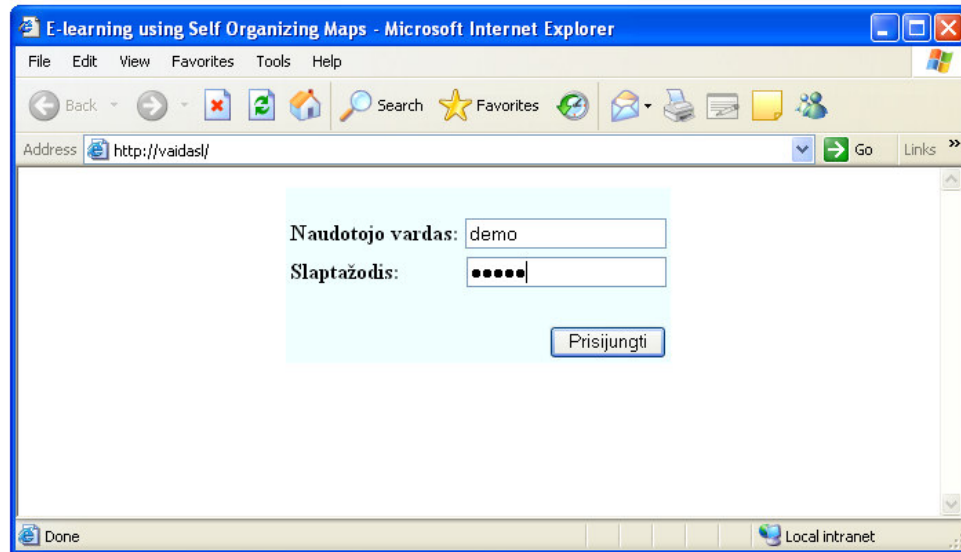 E-learning using Self Organizing Maps - Microsoft Internet Explorer
File Edit View Favorites Tools Help
Back Search Favorites
Address http://vaidasl/ Go Links »
Naudotojo vardas: demo
Slaptažodis: •••••
Prisijungti
Done Local intranet